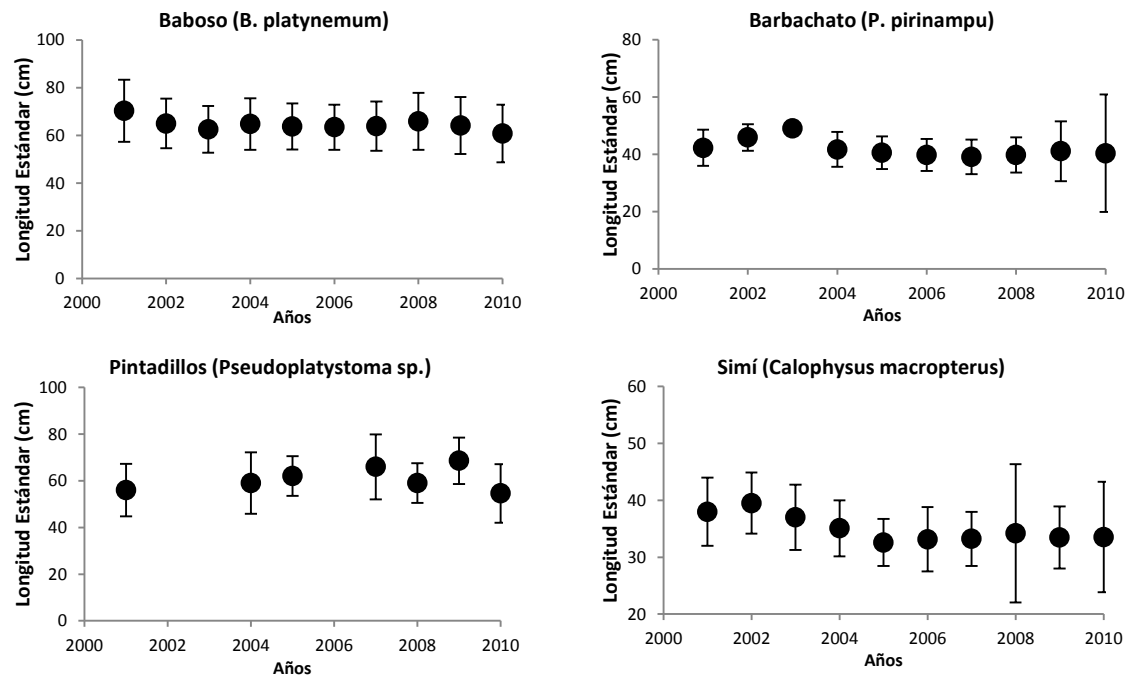 Baboso (B. platynemum)
Longitud Estándar (cm)
100
80
60
40
20
0
2000 2002 2004 2006 2008 2010
Años
Barbachato (P. pirinampu)
Longitud Estándar (cm)
80
60
40
20
0
2000 2002 2004 2006 2008 2010
Años
Pintadillos (Pseudoplatystoma sp.)
Longitud Estándar (cm)
100
80
60
40
20
0
2000 2002 2004 2006 2008 2010
Años
Simí (Calophysus macropterus)
Longitud Estándar (cm)
60
50
40
30
20
2000 2002 2004 2006 2008 2010
Años